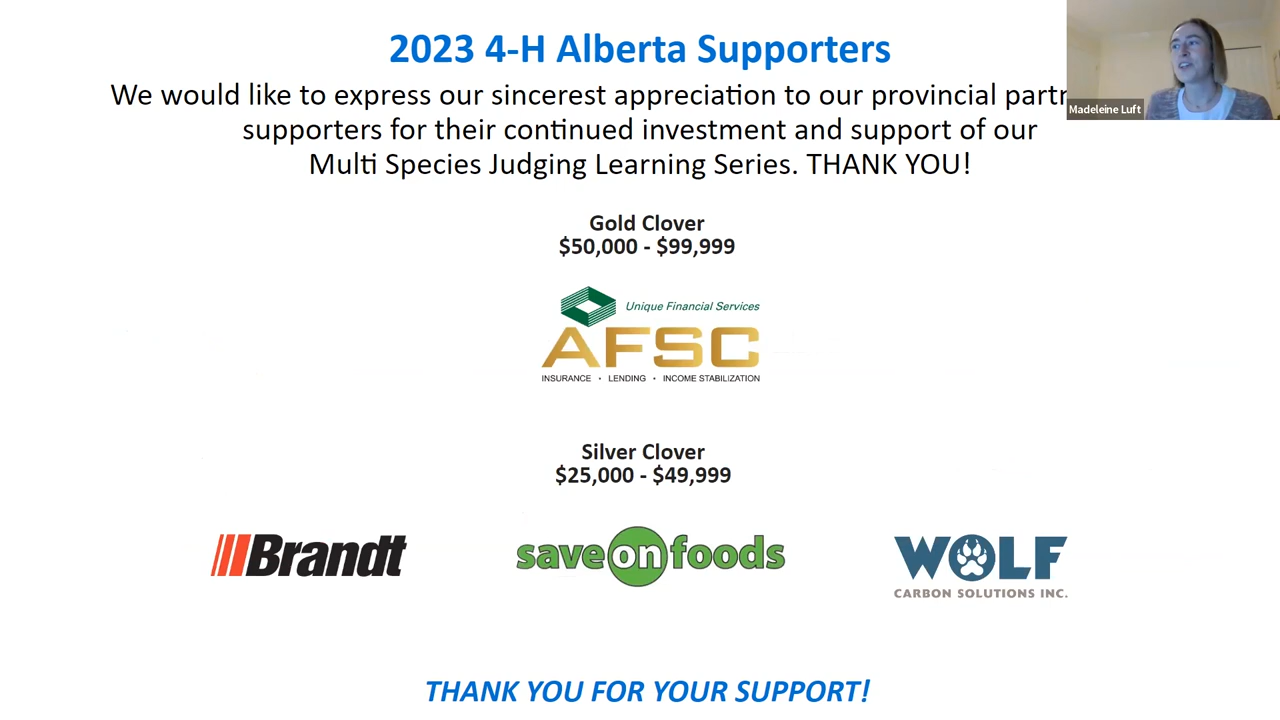 2023 4-H Alberta Supporters
We would like to express our sincerest appreciation to our provincial
supporters for their continued investment and support of our
Multi Species Judging Learning Series. THANK YOU!
Madeleine Luft
Gold Clover
$50,000 - $99,999
Unique Financial Services
AFSC
INSURANCE • LENDING • INCOME STABILIZATION
Silver Clover
$25,000 - $49,999
Brandt
save on foods
WOLF
CARBON SOLUTIONS INC.
THANK YOU FOR YOUR SUPPORT!